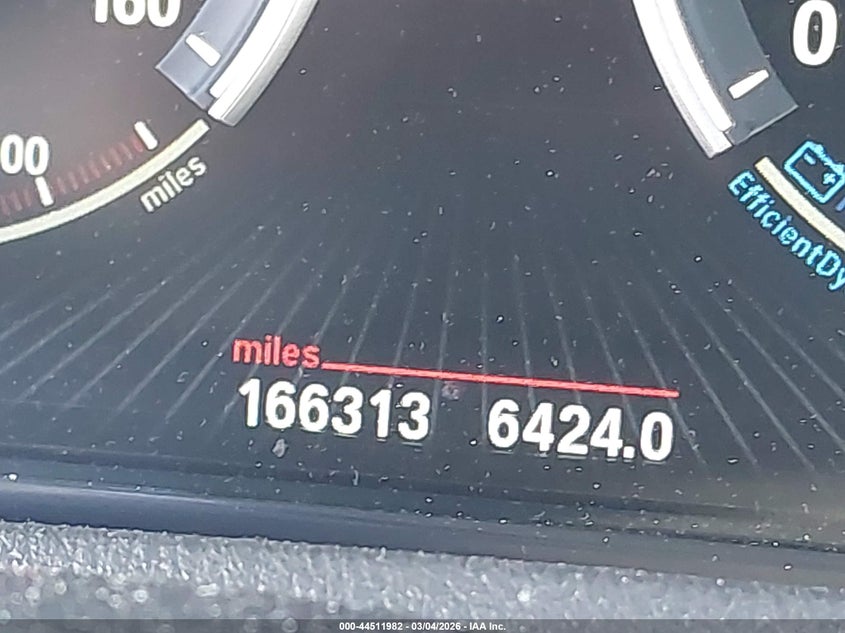 160
0
00
miles
EfficientDy
miles
166313 6424.0
000-44511982 - 03/04/2026 - IAA Inc.